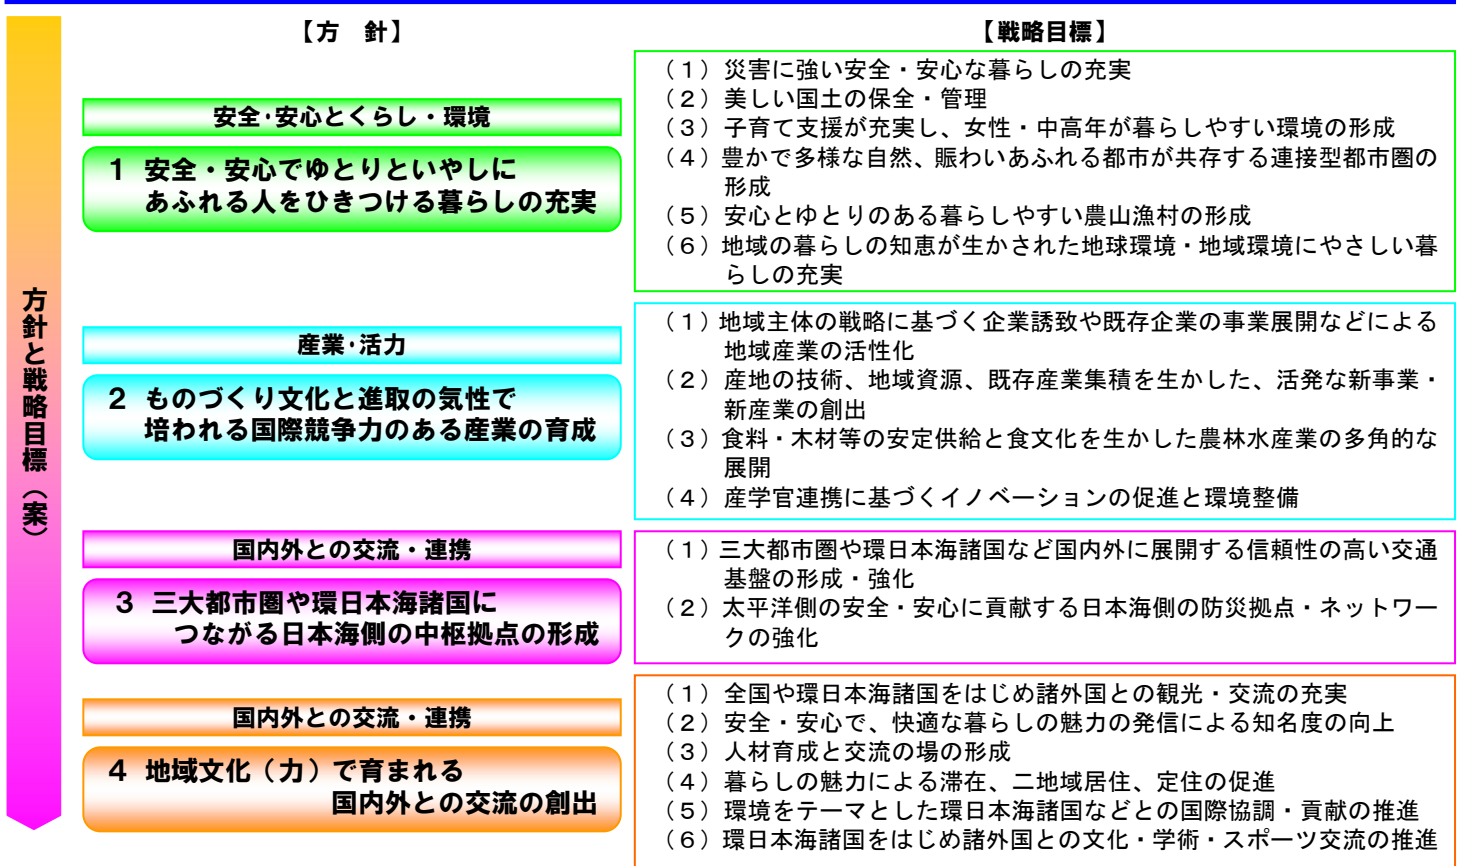 【方　針】
【戦略目標】
方針と戦略目標（案）
安全･安心とくらし・環境
１ 安全・安心でゆとりといやしに
あふれる人をひきつける暮らしの充実
（１）災害に強い安全・安心な暮らしの充実
（２）美しい国土の保全・管理
（３）子育て支援が充実し、女性・中高年が暮らしやすい環境の形成
（４）豊かで多様な自然、賑わいあふれる都市が共存する連接型都市圏の
形成
（５）安心とゆとりのある暮らしやすい農山漁村の形成
（６）地域の暮らしの知恵が生かされた地球環境・地域環境にやさしい暮
らしの充実
産業･活力
２ ものづくり文化と進取の気性で
培われる国際競争力のある産業の育成
（１）地域主体の戦略に基づく企業誘致や既存企業の事業展開などによる
地域産業の活性化
（２）産地の技術、地域資源、既存産業集積を生かした、活発な新事業・
新産業の創出
（３）食料・木材等の安定供給と食文化を生かした農林水産業の多角的な
展開
（４）産学官連携に基づくイノベーションの促進と環境整備
国内外との交流・連携
３ 三大都市圏や環日本海諸国に
つながる日本海側の中枢拠点の形成
（１）三大都市圏や環日本海諸国など国内外に展開する信頼性の高い交通
基盤の形成・強化
（２）太平洋側の安全・安心に貢献する日本海側の防災拠点・ネットワー
クの強化
国内外との交流・連携
４ 地域文化（力）で育まれる
国内外との交流の創出
（１）全国や環日本海諸国をはじめ諸外国との観光・交流の充実
（２）安全・安心で、快適な暮らしの魅力の発信による知名度の向上
（３）人材育成と交流の場の形成
（４）暮らしの魅力による滞在、二地域居住、定住の促進
（５）環境をテーマとした環日本海諸国などとの国際協調・貢献の推進
（６）環日本海諸国をはじめ諸外国との文化・学術・スポーツ交流の推進